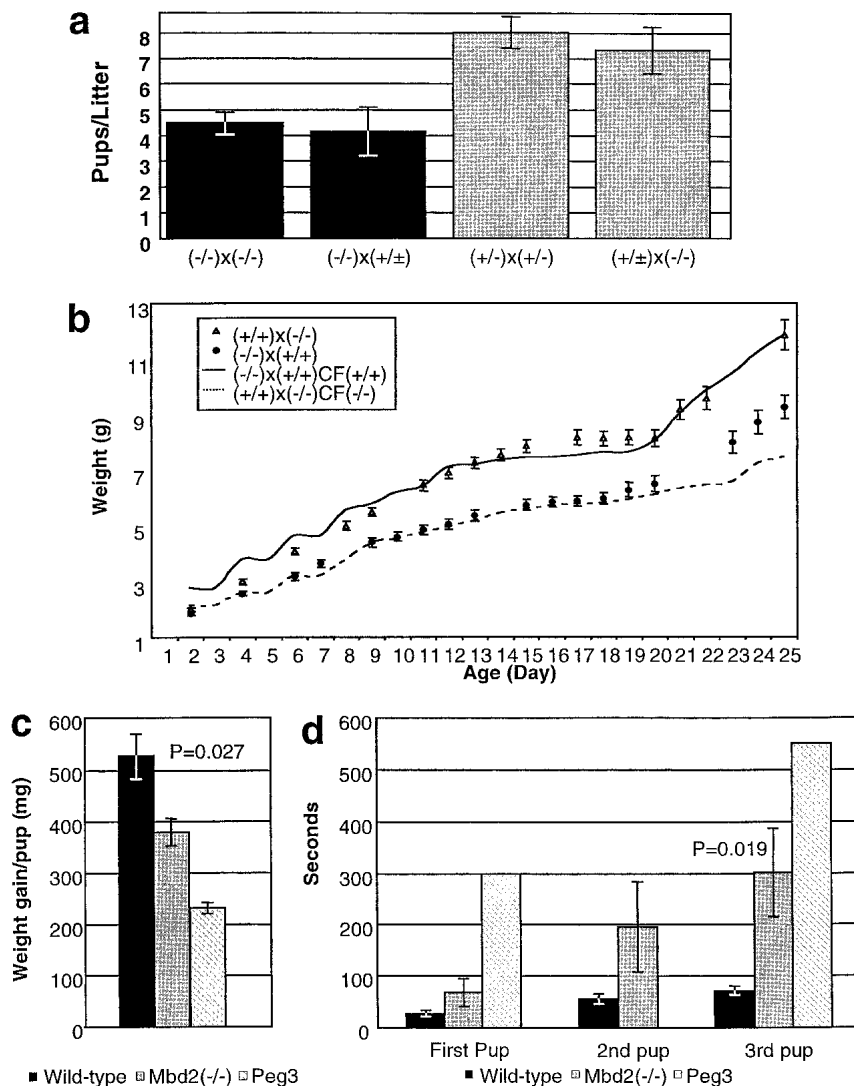 a
Pups/Litter
8
7
6
5
4
3
2
1
0
(-/-)x(-/-)
(-/-)x(+/±)
(+/-)x(+/-)
(+/±)x(-/-)
b
Weight (g)
13
11
9
7
5
3
1
(+/+)x(-/-)
(-/-)x(+/+)
(-/-)x(+/+)CF(+/+)
(+/+)x(-/-)CF(-/-)
1 2 3 4 5 6 7 8 9 10 11 12 13 14 15 16 17 18 19 20 21 22 23 24 25
Age (Day)
c
Weight gain/pup (mg)
600
500
400
300
200
100
0
P=0.027
Wild-type Mbd2(-/-) Peg3
d
Seconds
600
500
400
300
200
100
0
P=0.019
First Pup 2nd pup 3rd pup
Wild-type Mbd2(-/-) Peg3